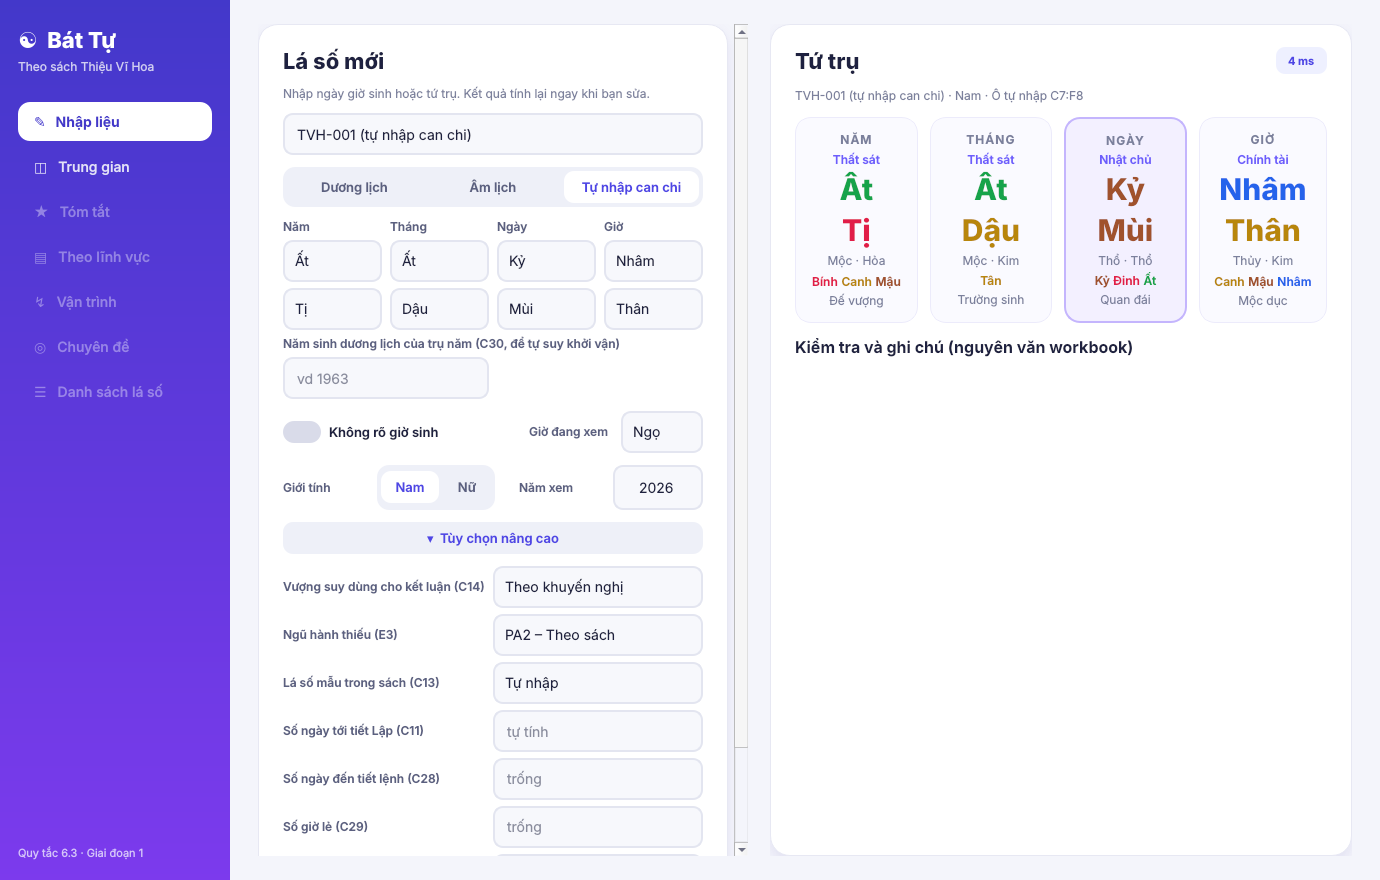 ☯ Bát Tự
Theo sách Thiệu Vĩ Hoa
✎ Nhập liệu
◫ Trung gian
★ Tóm tắt
▤ Theo lĩnh vực
↯ Vận trình
◎ Chuyên đề
☰ Danh sách lá số
Quy tắc 6.3 · Giai đoạn 1
Lá số mới
Nhập ngày giờ sinh hoặc tứ trụ. Kết quả tính lại ngay khi bạn sửa.
TVH-001 (tự nhập can chi)
Dương lịch Âm lịch Tự nhập can chi
Năm Tháng Ngày Giờ
Ất Ất Kỷ Nhâm
Tị Dậu Mùi Thân
Năm sinh dương lịch của trụ năm (C30, để tự suy khởi vận)
vd 1963
Không rõ giờ sinh Giờ đang xem Ngọ
Giới tính Nam Nữ Năm xem 2026
▾ Tùy chọn nâng cao
Vượng suy dùng cho kết luận (C14) Theo khuyến nghị
Ngũ hành thiếu (E3) PA2 – Theo sách
Lá số mẫu trong sách (C13) Tự nhập
Số ngày tới tiết Lập (C11) tự tính
Số ngày đến tiết lệnh (C28) trống
Số giờ lẻ (C29) trống
Tứ trụ
4 ms
TVH-001 (tự nhập can chi) · Nam · Ô tự nhập C7:F8
NĂM THÁNG NGÀY GIỜ
Thất sát Thất sát Nhật chủ Chính tài
Ất Ất Kỷ Nhâm
Tị Dậu Mùi Thân
Mộc · Hỏa Mộc · Kim Thổ · Thổ Thủy · Kim
Bính Canh Mậu Tân Kỷ Đinh Ất Canh Mậu Nhâm
Đế vượng Trường sinh Quan đái Mộc dục
Kiểm tra và ghi chú (nguyên văn workbook)